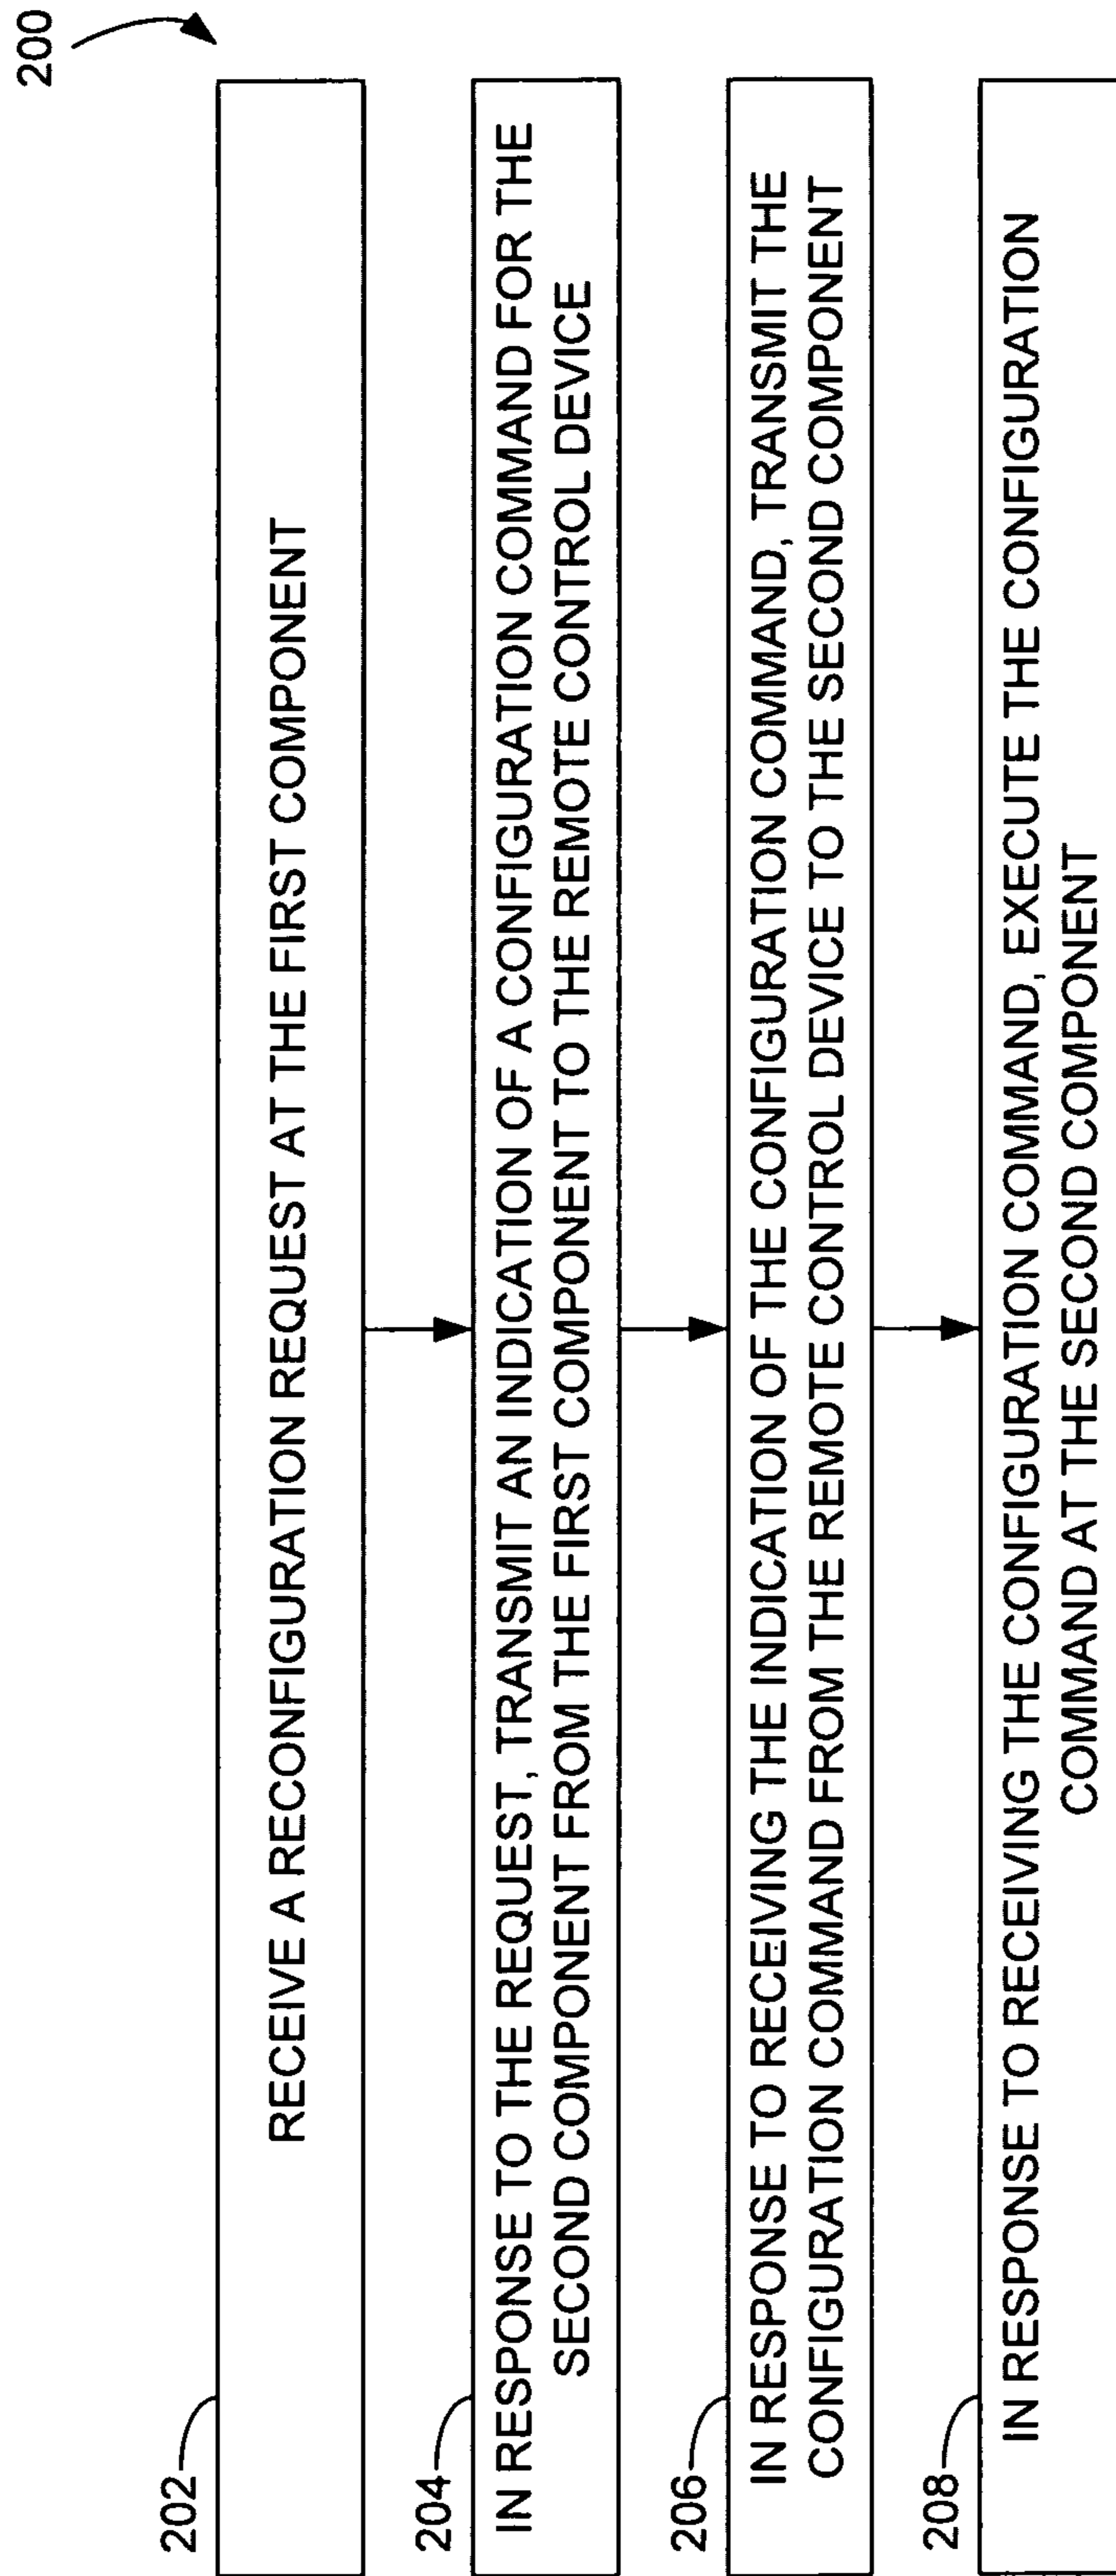 200
202
RECEIVE A RECONFIGURATION REQUEST AT THE FIRST COMPONENT
204
IN RESPONSE TO THE REQUEST, TRANSMIT AN INDICATION OF A CONFIGURATION COMMAND FOR THE
SECOND COMPONENT FROM THE FIRST COMPONENT TO THE REMOTE CONTROL DEVICE
206
IN RESPONSE TO RECEIVING THE INDICATION OF THE CONFIGURATION COMMAND, TRANSMIT THE
CONFIGURATION COMMAND FROM THE REMOTE CONTROL DEVICE TO THE SECOND COMPONENT
208
IN RESPONSE TO RECEIVING THE CONFIGURATION COMMAND, EXECUTE THE CONFIGURATION
COMMAND AT THE SECOND COMPONENT